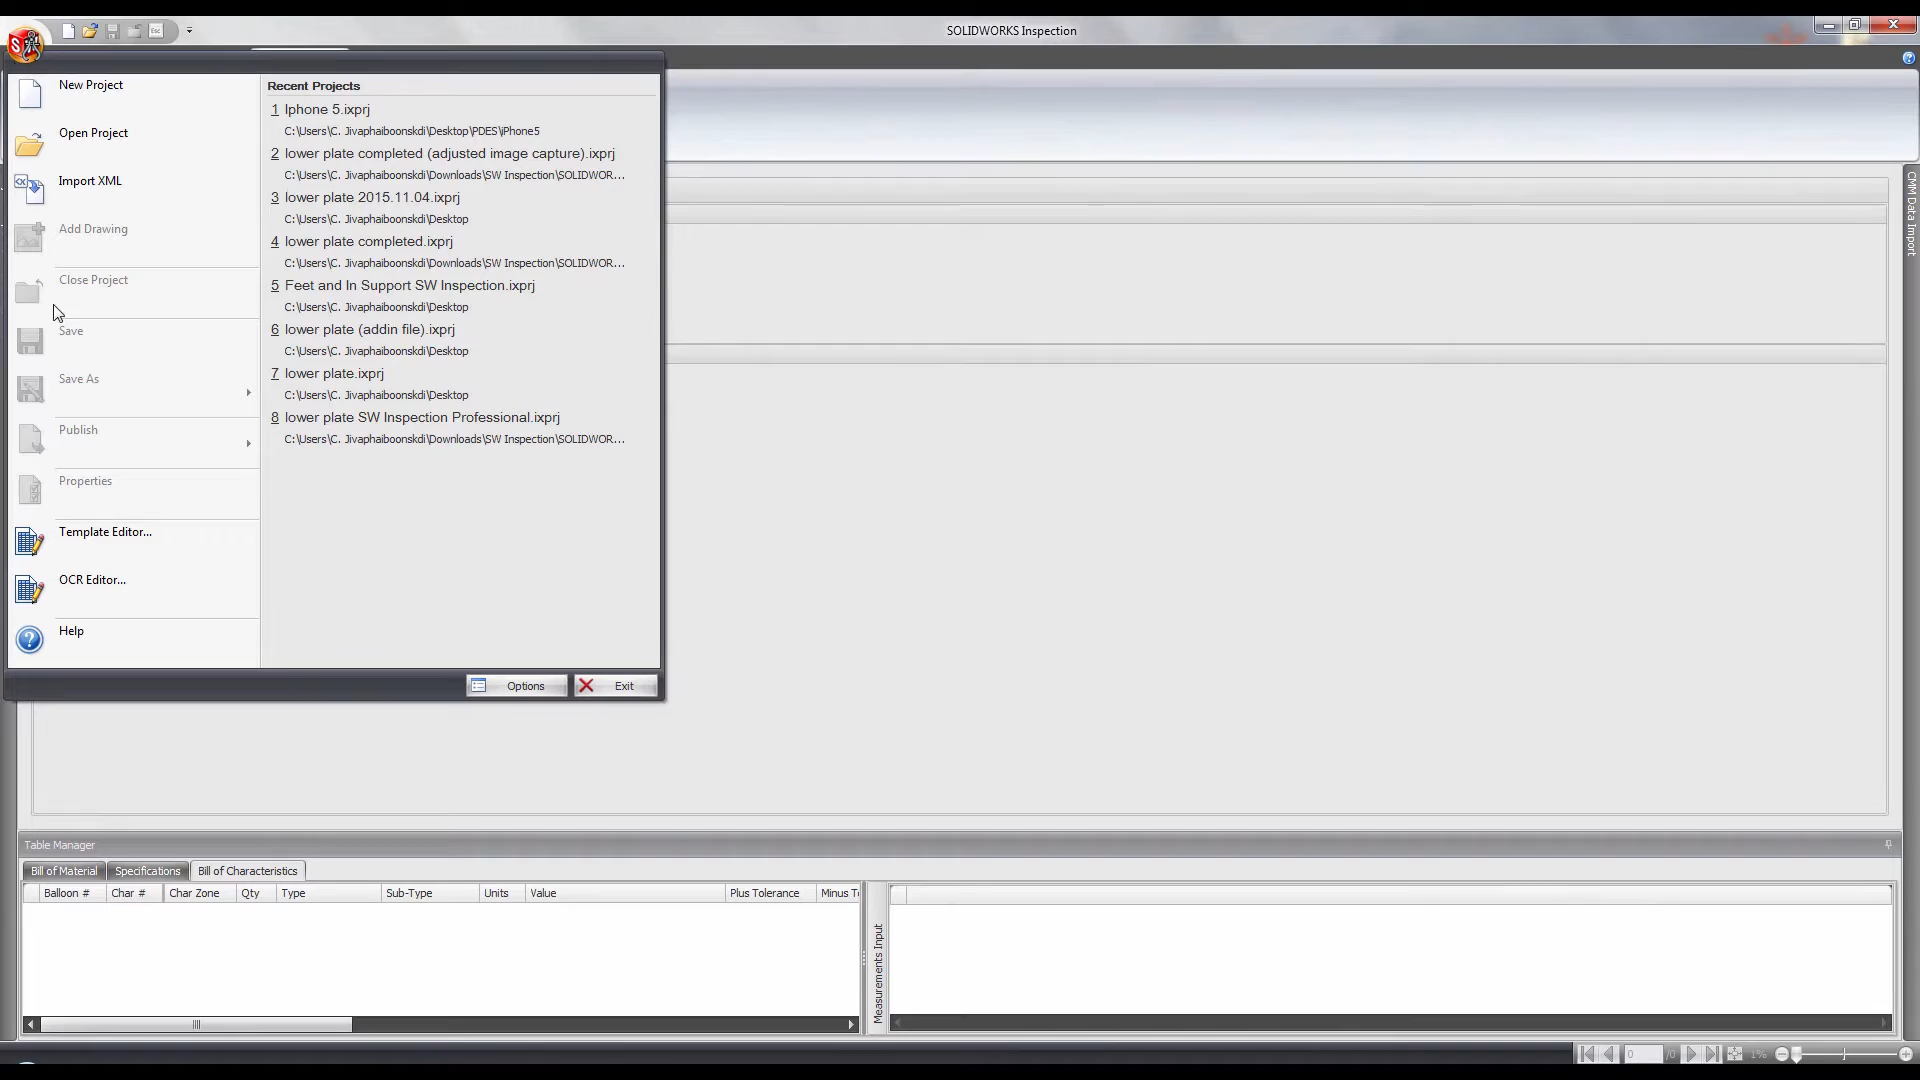 Esc
SOLIDWORKS Inspection
New Project
Open Project
Import XML
Add Drawing
Close Project
Save
Save As
Publish
Properties
Template Editor...
OCR Editor...
Help
Recent Projects
1 Iphone 5.ixprj
C:\Users\C. Jivaphaiboonskdi\Desktop\PDES\iPhone5
2 lower plate completed (adjusted image capture).ixprj
C:\Users\C. Jivaphaiboonskdi\Downloads\SW Inspection\SOLIDWOR...
3 lower plate 2015.11.04.ixprj
C:\Users\C. Jivaphaiboonskdi\Desktop
4 lower plate completed.ixprj
C:\Users\C. Jivaphaiboonskdi\Downloads\SW Inspection\SOLIDWOR...
5 Feet and In Support SW Inspection.ixprj
C:\Users\C. Jivaphaiboonskdi\Desktop
6 lower plate (addin file).ixprj
C:\Users\C. Jivaphaiboonskdi\Desktop
7 lower plate.ixprj
C:\Users\C. Jivaphaiboonskdi\Desktop
8 lower plate SW Inspection Professional.ixprj
C:\Users\C. Jivaphaiboonskdi\Downloads\SW Inspection\SOLIDWOR...
Options
Exit
CMM Data Import
Table Manager
Bill of Material Specifications Bill of Characteristics
Balloon # Char # Char Zone Qty Type Sub-Type Units Value Plus Tolerance Minus T
Measurements Input
0 /0 1%